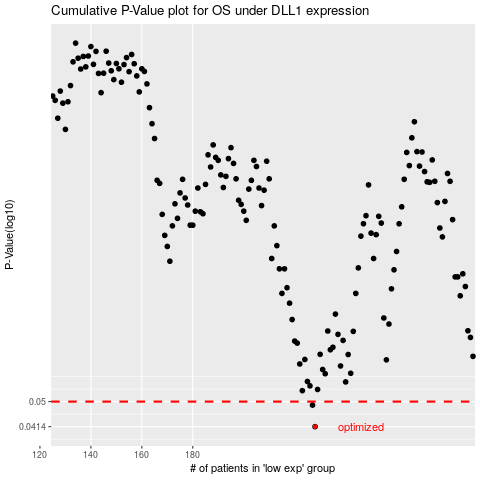 Cumulative P-Value plot for OS under DLL1 expression
P-Value(log10)
0.05
0.0414
optimized
120 140 160 180
# of patients in 'low exp' group